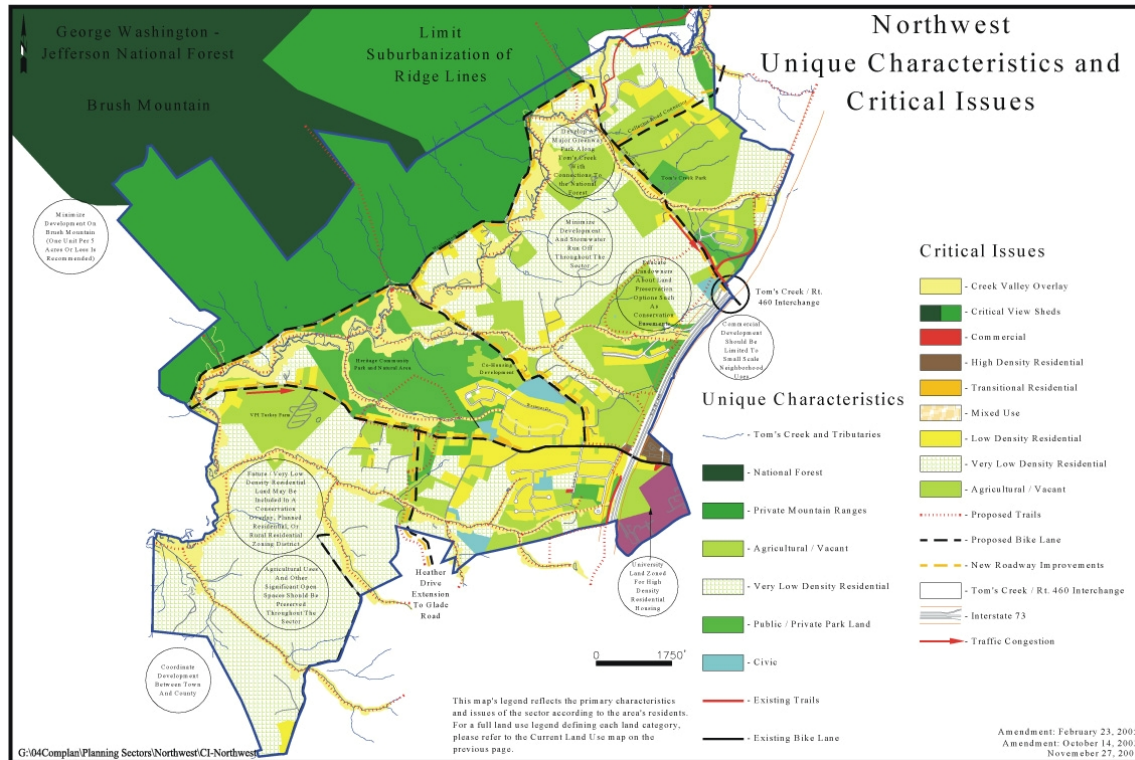 Northwest
Unique Characteristics and
Critical Issues
George Washington -
Jefferson National Forest
Brush Mountain
Limit
Suburbanization of
Ridge Lines
Minimize
Development On
Brush Mountain
(One Unit Per 5
Acres Or Less Is
Recommended)
Develop A
Major Greenway
Park Along
Tom's Creek
With
Connections To
the National
Forest
Collector Road Connector
Tom's Creek Park
Minimize
Development
And Stormwater
Run Off
Throughout The
Sector
Educate
Landowners
About Land
Preservation
Options Such
As
Conservation
Easements
Tom's Creek / Rt.
460 Interchange
Commercial
Development
Should Be
Limited To
Small Scale
Neighborhood
Uses
Heritage Community
Park and Natural Area
Co-Housing
Development
VPI Turkey Farm
Future / Very Low
Density Residential
Land May Be
Included In A
Conservation
Overlay, Planned
Residential, Or
Rural Residential
Zoning District
Agricultural Uses
And Other
Significant Open
Spaces Should be
Preserved
Throughout The
Sector
Heather
Drive
Extension
To Glade
Road
University
Land Zoned
For High
Density
Residential
Housing
Coordinate
Development
Between Town
And County
Unique Characteristics
- Tom's Creek and Tributaries
- National Forest
- Private Mountain Ranges
- Agricultural / Vacant
- Very Low Density Residential
- Public / Private Park Land
- Civic
- Existing Trails
- Existing Bike Lane
Critical Issues
- Creek Valley Overlay
- Critical View Sheds
- Commercial
- High Density Residential
- Transitional Residential
- Mixed Use
- Low Density Residential
- Very Low Density Residential
- Agricultural / Vacant
- Proposed Trails
- Proposed Bike Lane
- New Roadway Improvements
- Tom's Creek / Rt. 460 Interchange
- Interstate 73
- Traffic Congestion
0 1750'
This map's legend reflects the primary characteristics
and issues of the sector according to the area's residents.
For a full land use legend defining each land category,
please refer to the Current Land Use map on the
previous page.
G:\04Complan\Planning Sectors\Northwest\CI-Northwest
Amendment: February 23, 200
Amendment: October 14, 200
Novemeber 27, 200